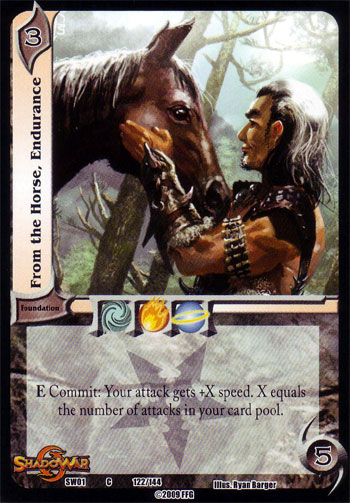 3
From the Horse, Endurance
Foundation
E Commit: Your attack gets +X speed. X equals
the number of attacks in your card pool.
5
SHADOWAR
SW01 C 122/144 Illus. Ryan Barger
©2009 FFG